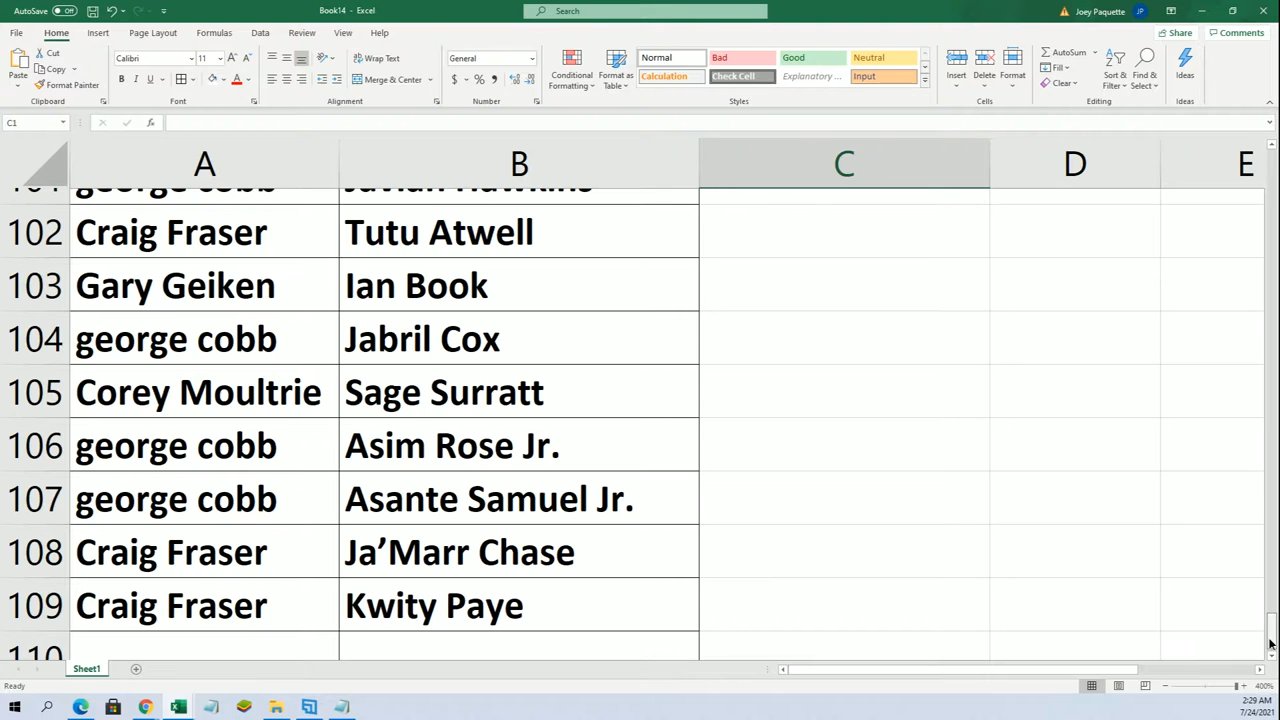 AutoSave Off Book14 - Excel Search Joey Paquette JP
File Home Insert Page Layout Formulas Data Review View Help Share Comments
Paste Cut Copy Format Painter Clipboard
Calibri 11 A A B I U A Font
Wrap Text Merge & Center Alignment
General $ % , Number
Conditional Formatting Format as Table
Normal Bad Good Neutral
Calculation Check Cell Explanatory ... Input
Styles
Insert Delete Format Cells
AutoSum Fill Clear Sort & Filter Find & Select Editing
Ideas Ideas
C1 fx
A B C D E
102 Craig Fraser Tutu Atwell
103 Gary Geiken Ian Book
104 george cobb Jabril Cox
105 Corey Moultrie Sage Surratt
106 george cobb Asim Rose Jr.
107 george cobb Asante Samuel Jr.
108 Craig Fraser Ja’Marr Chase
109 Craig Fraser Kwity Paye
110
Sheet1
Ready 400%
2:29 AM
7/24/2021